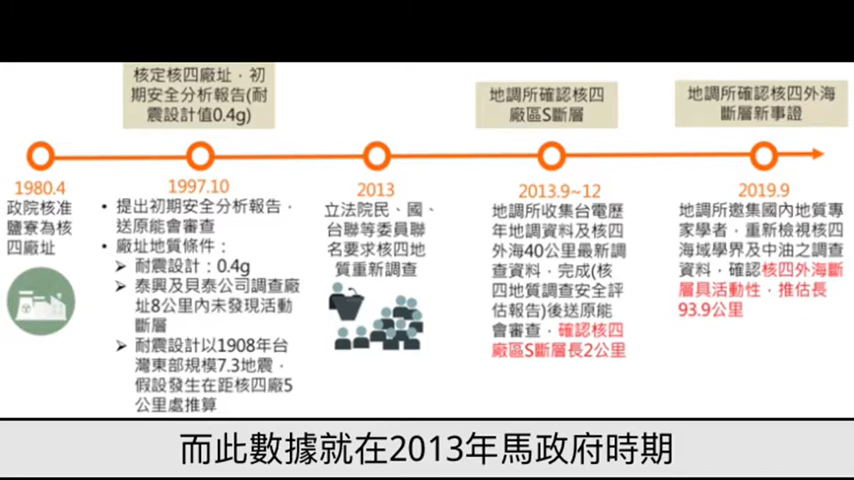 核定核四廠址，初
期安全分析報告(耐
震設計值0.4g)
地調所確認核四
廠區S斷層
地調所確認核四外海
斷層新事證
1980.4
政院核准
鹽寮為核
四廠址
1997.10
• 提出初期安全分析報告，
送原能會審查
• 廠址地質條件：
➢ 耐震設計：0.4g
➢ 泰興及貝泰公司調查廠
址8公里內未發現活動
斷層
➢ 耐震設計以1908年台
灣東部規模7.3地震，
假設發生在距核四廠5
公里處推算
2013
立法院民、國、
台聯等委員聯
名要求核四地
質重新調查
2013.9~12
地調所收集台電歷
年地調資料及核四
外海40公里最新調
查資料，完成(核
四地質調查安全評
估報告)後送原能
會審查，確認核四
廠區S斷層長2公里
2019.9
地調所邀集國內地質專
家學者，重新檢視核四
海域學界及中油之調查
資料，確認核四外海斷
層具活動性，推估長
93.9公里
而此數據就在2013年馬政府時期